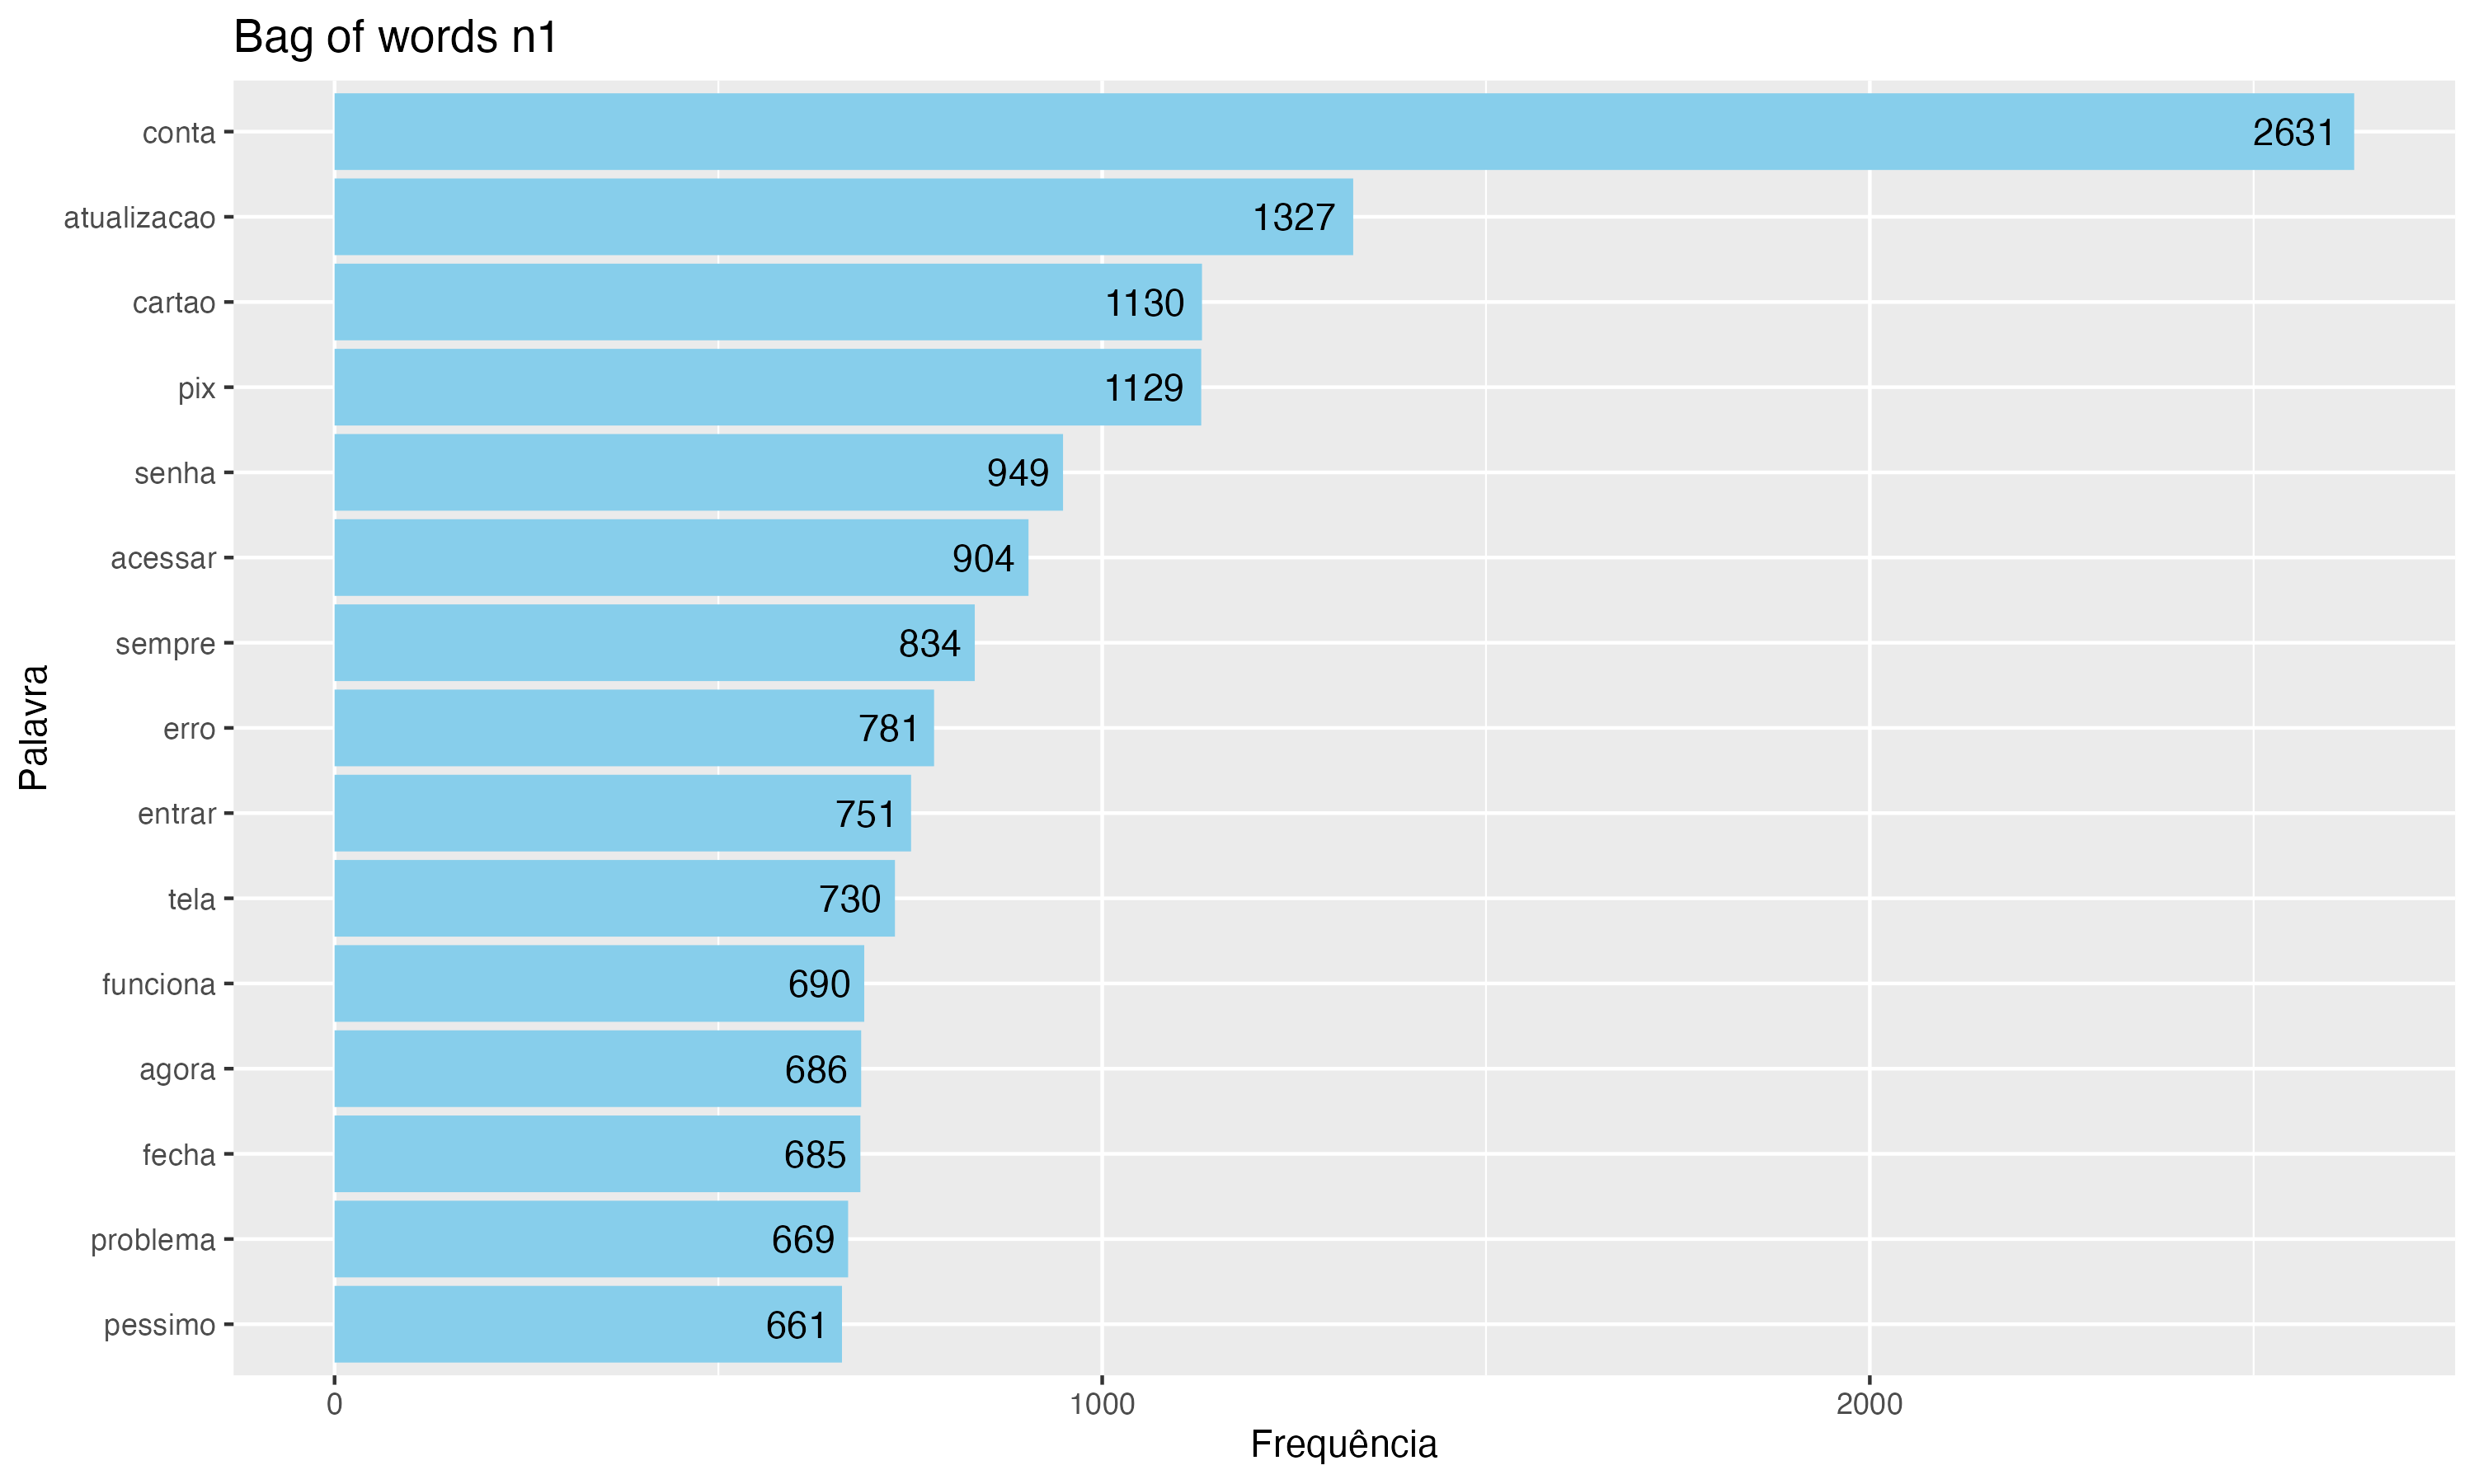 Bag of words n1
conta 2631
atualizacao 1327
cartao 1130
pix 1129
senha 949
acessar 904
sempre 834
erro 781
entrar 751
tela 730
funciona 690
agora 686
fecha 685
problema 669
pessimo 661
Palavra
0 1000 2000
Frequência